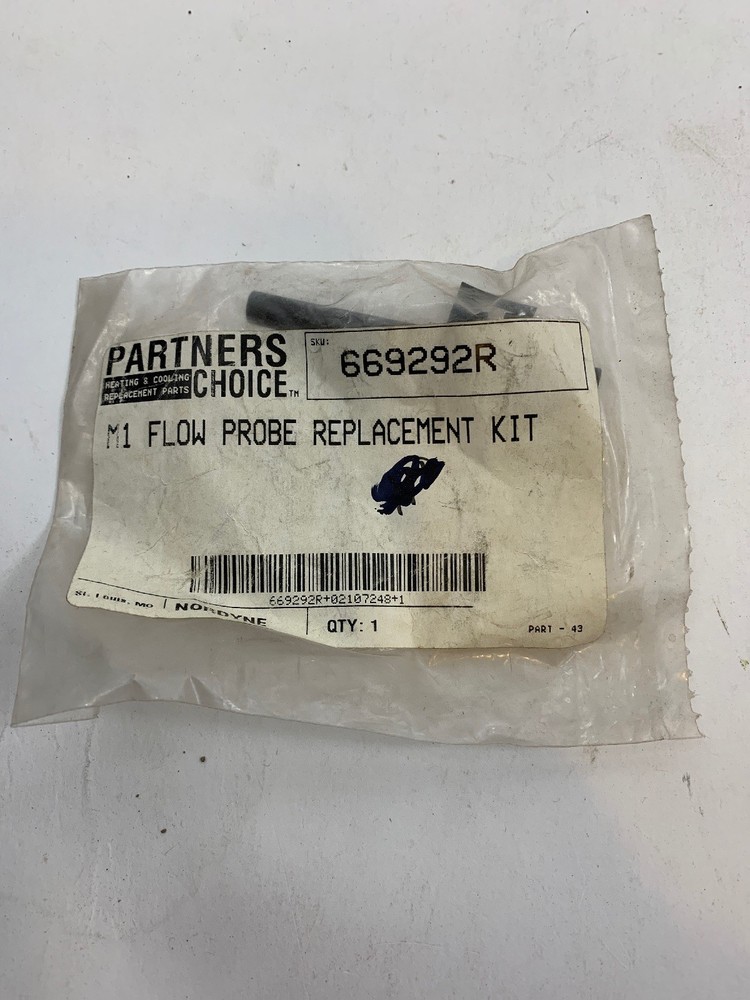 PARTNERS
HEATING & COOLING
REPLACEMENT PARTS
CHOICE™
SKU:
669292R
M1 FLOW PROBE REPLACEMENT KIT
669292R+02107248+1
St. Louis, MO
NORDYNE
QTY: 1
PART - 43